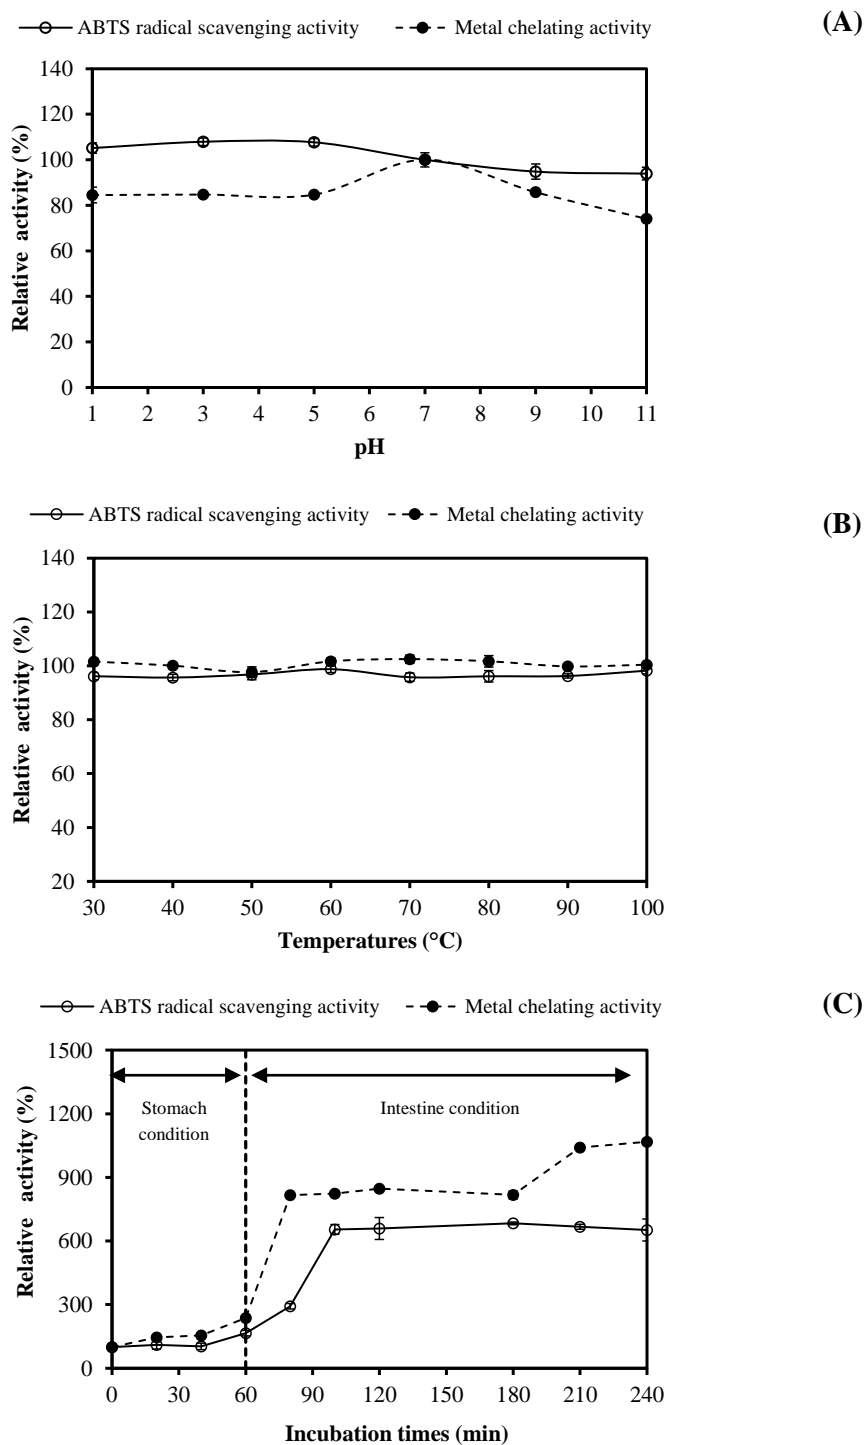 ABTS radical scavenging activity Metal chelating activity (A)
140
120
100
80
60
40
20
0
Relative activity (%)
1 2 3 4 5 6 7 8 9 10 11
pH
ABTS radical scavenging activity Metal chelating activity (B)
140
120
100
80
60
40
20
Relative activity (%)
30 40 50 60 70 80 90 100
Temperatures (°C)
ABTS radical scavenging activity Metal chelating activity (C)
1500
1200
900
600
300
0
Relative activity (%)
Stomach
condition
Intestine condition
0 30 60 90 120 150 180 210 240
Incubation times (min)